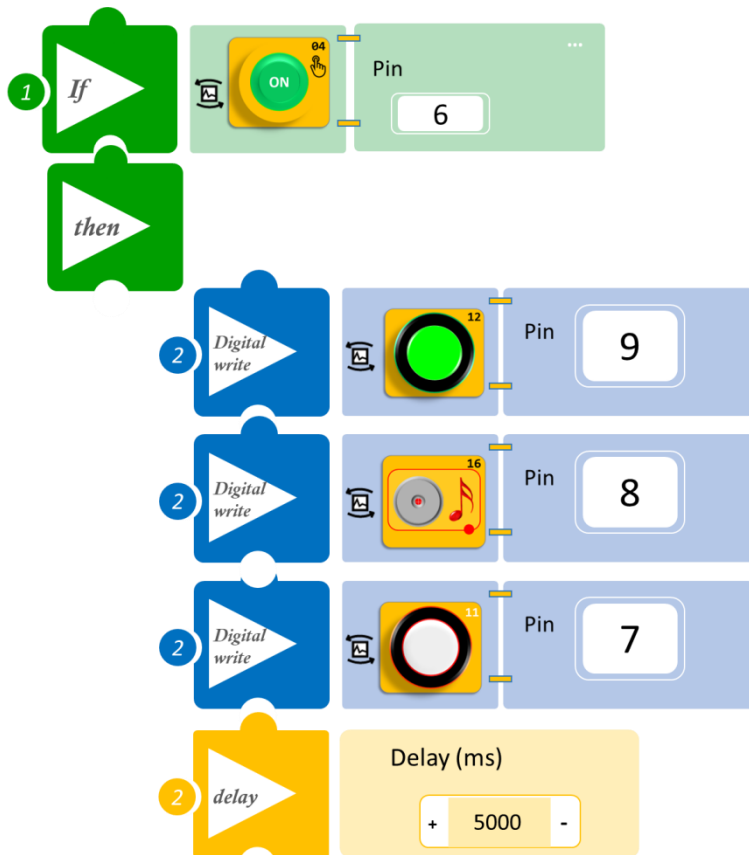 04
...
1
If
ON
Pin
6
then
12
Pin
9
2
Digital
write
16
Pin
8
2
Digital
write
11
Pin
7
2
Digital
write
Delay (ms)
2
delay
+ 5000 -